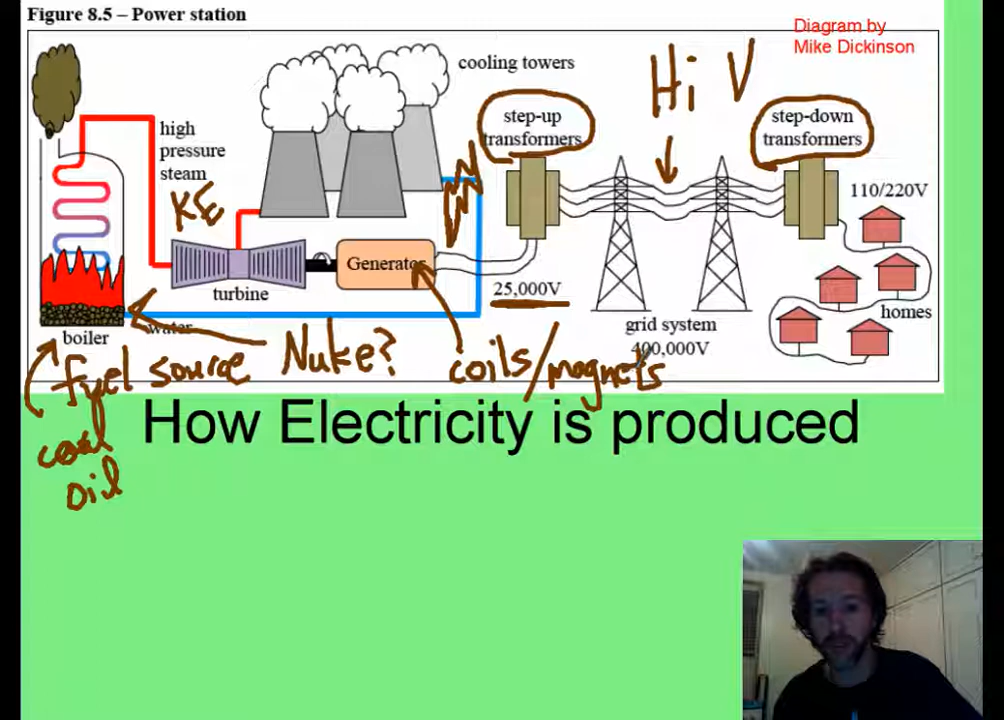 Figure 8.5 – Power station
Diagram by
Mike Dickinson
cooling towers
Hi V
step-up
transformers
step-down
transformers
high
pressure
steam
KE
110/220V
Generator
turbine
25,000V
homes
grid system
400,000V
water
boiler
Nuke?
fuel source
coils/magnets
coal
oil
How Electricity is produced